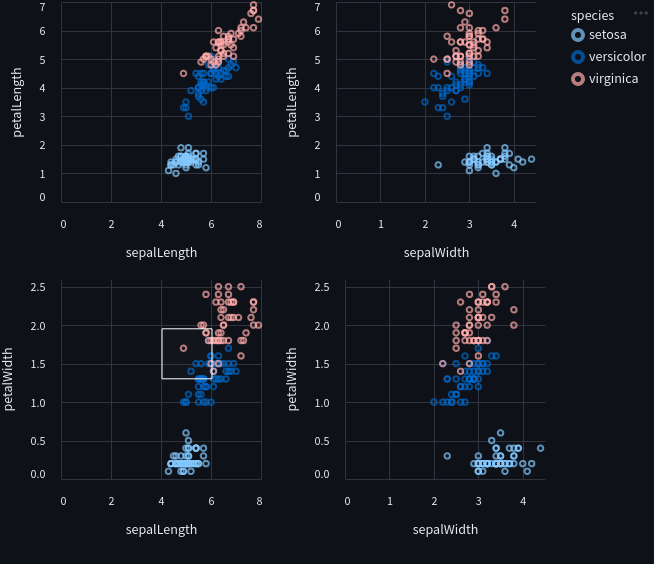 species
setosa
versicolor
virginica
7
6
5
4
3
2
1
0
petalLength
0 2 4 6 8
sepalLength
7
6
5
4
3
2
1
0
petalLength
0 1 2 3 4
sepalWidth
2.5
2.0
1.5
1.0
0.5
0.0
petalWidth
0 2 4 6 8
sepalLength
2.5
2.0
1.5
1.0
0.5
0.0
petalWidth
0 1 2 3 4
sepalWidth